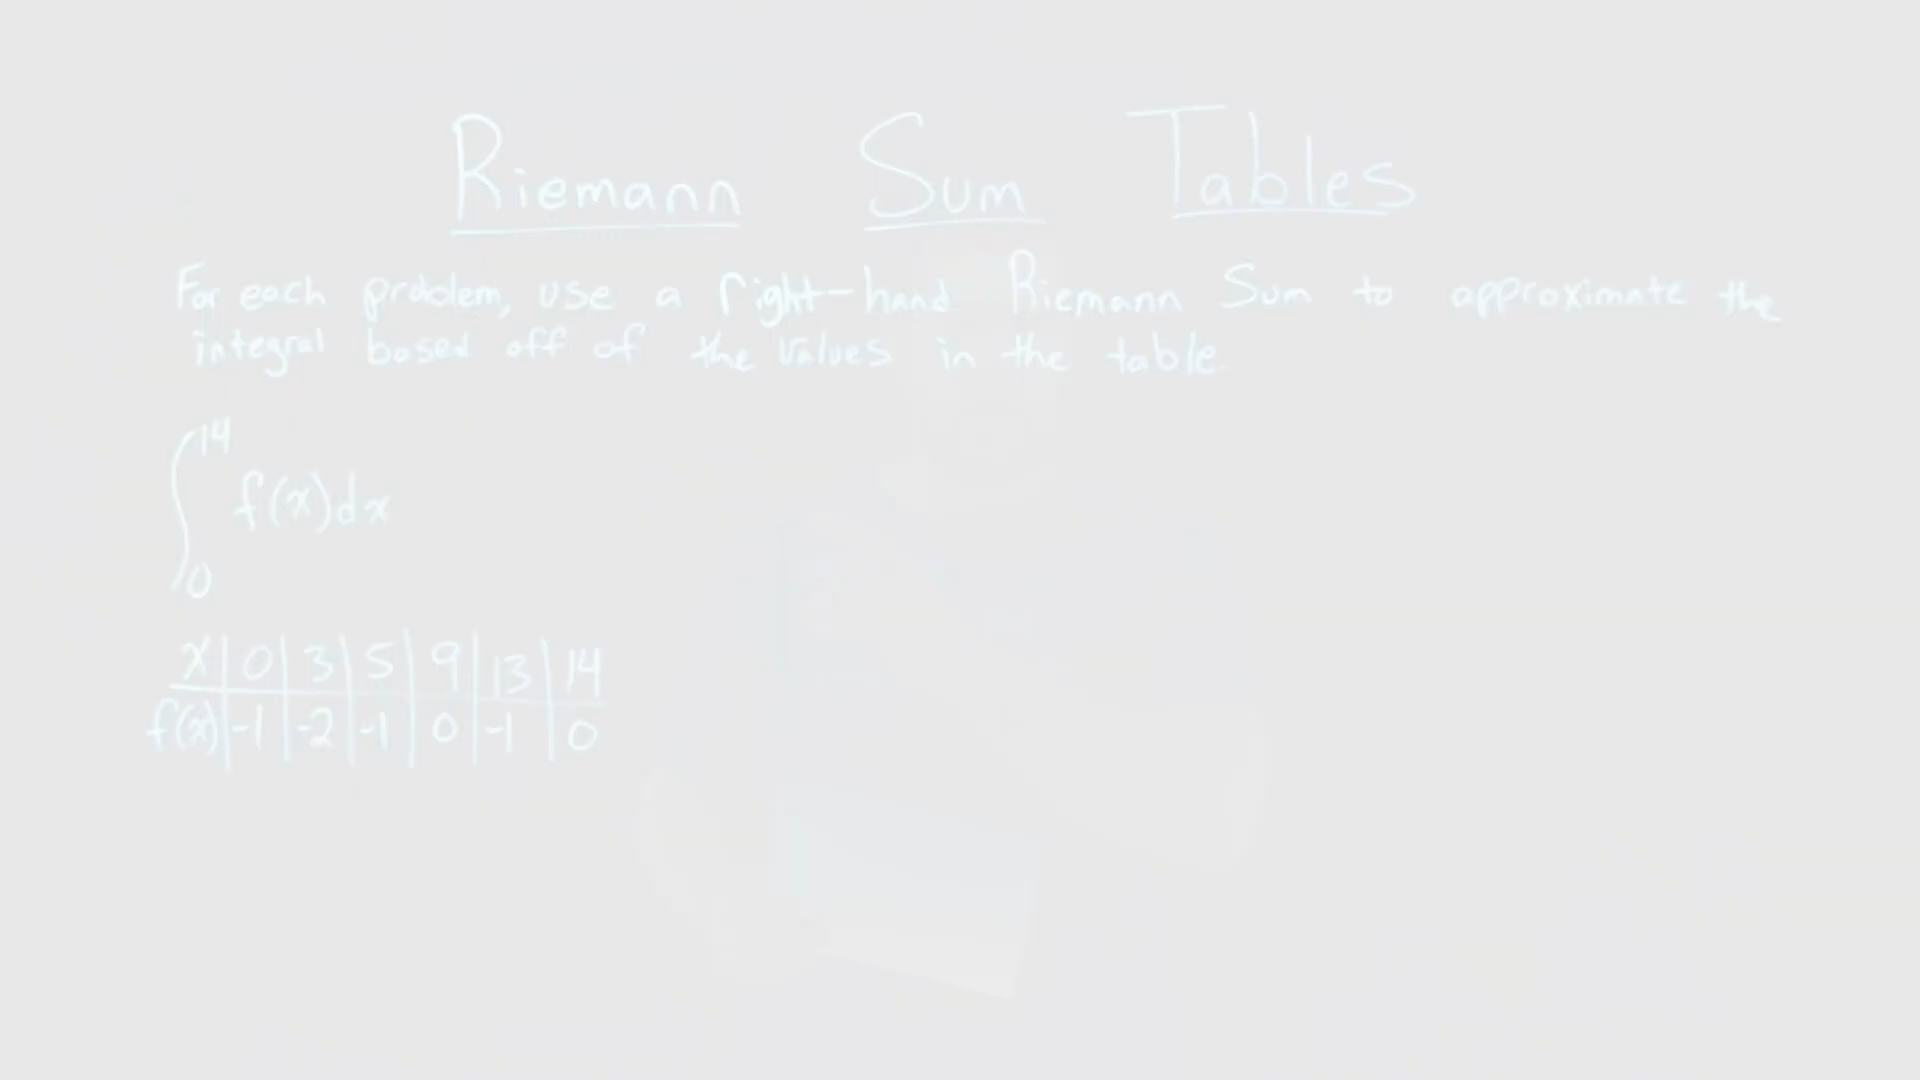 Riemann Sum Tables
For each problem, use a right-hand Riemann Sum to approximate the
integral based off of the values in the table.
∫₀¹⁴ f(x)dx
x | 0 | 3 | 5 | 9 | 13 | 14
f(x) | -1 | -2 | -1 | 0 | -1 | 0